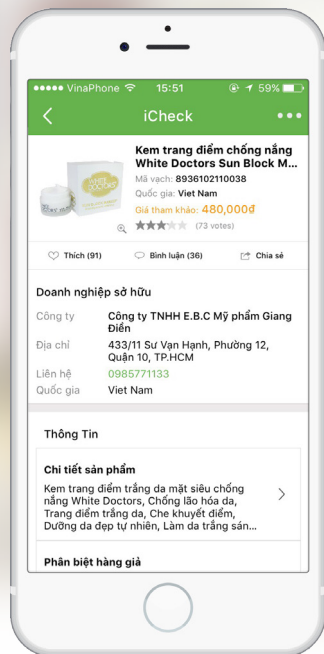 VinaPhone 15:51 59%
iCheck
WHITE DOCTORS
Kem trang điểm chống nắng
White Doctors Sun Block M...
Mã vạch: 8936102110038
Quốc gia: Viet Nam
Giá tham khảo: 480,000đ
(73 votes)
Thích (91) Bình luận (36) Chia sẻ
Doanh nghiệp sở hữu
Công ty Công ty TNHH E.B.C Mỹ phẩm Giang
Điền
Địa chỉ 433/11 Sư Vạn Hạnh, Phường 12,
Quận 10, TP.HCM
Liên hệ 0985771133
Quốc gia Viet Nam
Thông Tin
Chi tiết sản phẩm
Kem trang điểm trắng da mặt siêu chống
nắng White Doctors, Chống lão hóa da,
Trang điểm trắng da, Che khuyết điểm,
Dưỡng da đẹp tự nhiên, Làm da trắng sán...
Phân biệt hàng giả